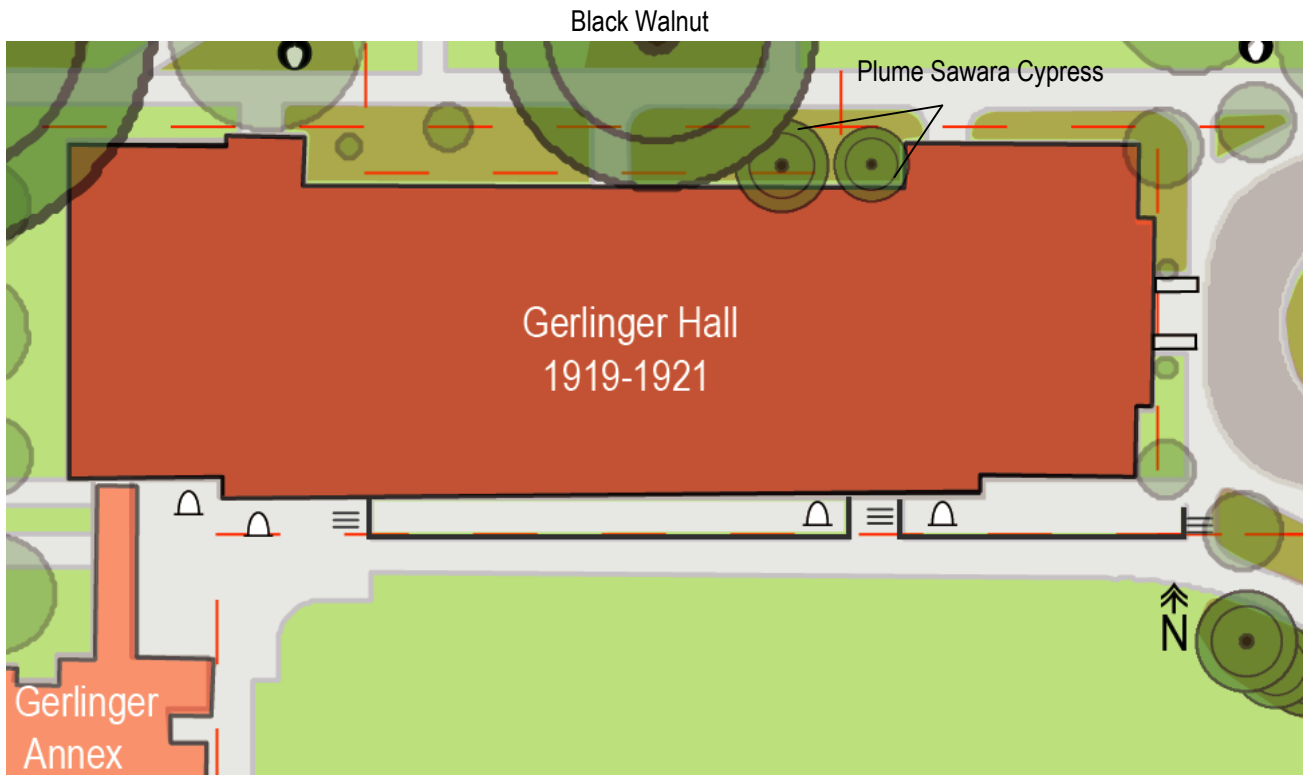 Black Walnut
Plume Sawara Cypress
Gerlinger Hall
1919-1921
N
Gerlinger
Annex